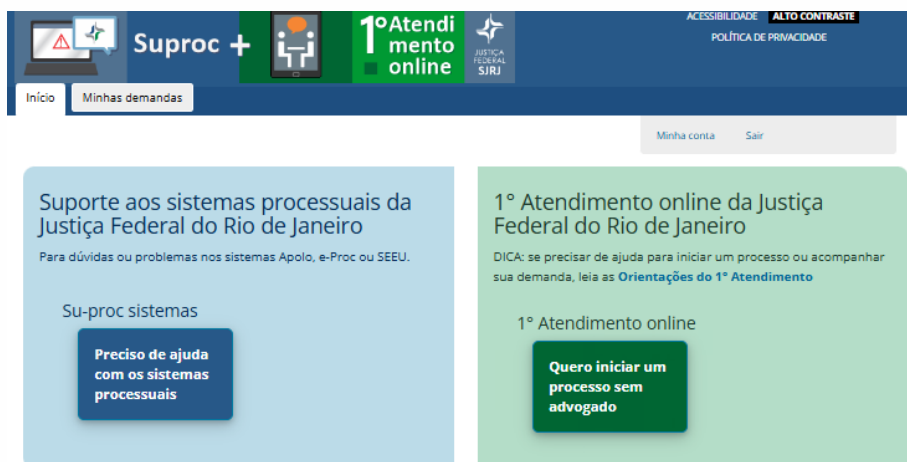 Suproc +
1º Atendi
mento
online
JUSTIÇA
FEDERAL
SJRJ
ACESSIBILIDADE ALTO CONTRASTE
POLÍTICA DE PRIVACIDADE
Início Minhas demandas
Minha conta Sair
Suporte aos sistemas processuais da
Justiça Federal do Rio de Janeiro
Para dúvidas ou problemas nos sistemas Apolo, e-Proc ou SEEU.
Su-proc sistemas
Preciso de ajuda
com os sistemas
processuais
1° Atendimento online da Justiça
Federal do Rio de Janeiro
DICA: se precisar de ajuda para iniciar um processo ou acompanhar
sua demanda, leia as Orientações do 1° Atendimento
1° Atendimento online
Quero iniciar um
processo sem
advogado